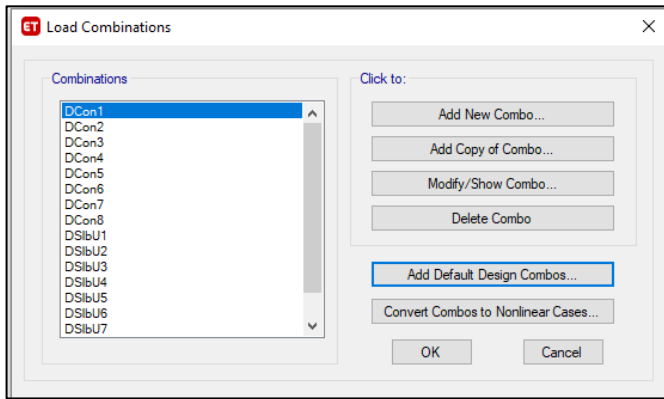 ET Load Combinations
Combinations
DCon1
DCon2
DCon3
DCon4
DCon5
DCon6
DCon7
DCon8
DSlbU1
DSlbU2
DSlbU3
DSlbU4
DSlbU5
DSlbU6
DSlbU7
Click to:
Add New Combo...
Add Copy of Combo...
Modify/Show Combo...
Delete Combo
Add Default Design Combos...
Convert Combos to Nonlinear Cases...
OK Cancel